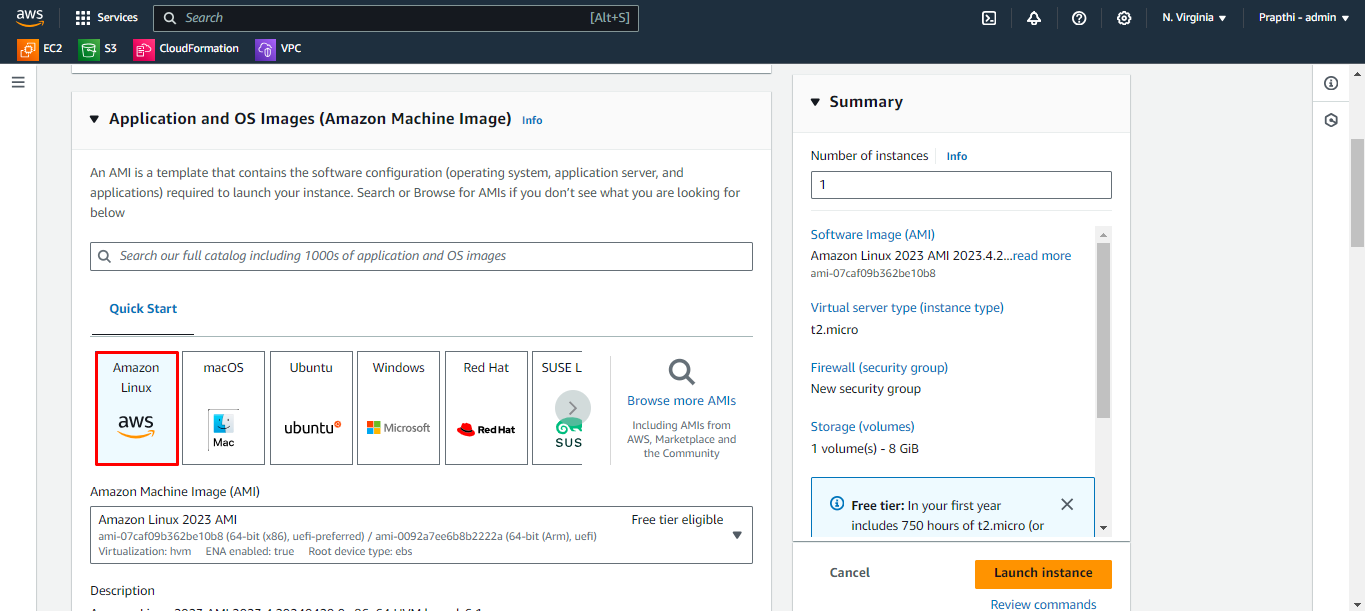 aws
Services
Search
[Alt+S]
N. Virginia
Prapthi - admin
EC2
S3
CloudFormation
VPC
Application and OS Images (Amazon Machine Image) Info
An AMI is a template that contains the software configuration (operating system, application server, and
applications) required to launch your instance. Search or Browse for AMIs if you don't see what you are looking for
below
Search our full catalog including 1000s of application and OS images
Quick Start
Amazon
Linux
aws
macOS
Mac
Ubuntu
ubuntu
Windows
Microsoft
Red Hat
Red Hat
SUSE L
SUS
Browse more AMIs
Including AMIs from
AWS, Marketplace and
the Community
Amazon Machine Image (AMI)
Amazon Linux 2023 AMI
Free tier eligible
ami-07caf09b362be10b8 (64-bit (x86), uefi-preferred) / ami-0092a7ee6b8b2222a (64-bit (Arm), uefi)
Virtualization: hvm ENA enabled: true Root device type: ebs
Description
Summary
Number of instances Info
1
Software Image (AMI)
Amazon Linux 2023 AMI 2023.4.2...read more
ami-07caf09b362be10b8
Virtual server type (instance type)
t2.micro
Firewall (security group)
New security group
Storage (volumes)
1 volume(s) - 8 GiB
Free tier: In your first year
includes 750 hours of t2.micro (or
Cancel
Launch instance
Review commands